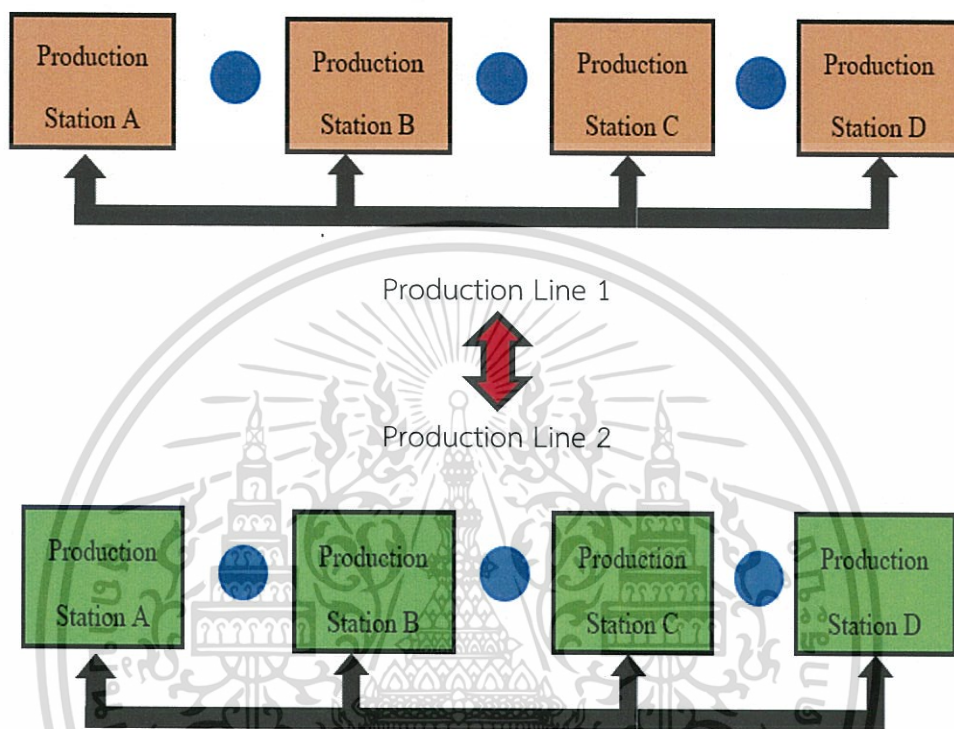 Production
Station A
Production
Station B
Production
Station C
Production
Station D
Production Line 1
Production Line 2
Production
Station A
Production
Station B
Production
Station C
Production
Station D